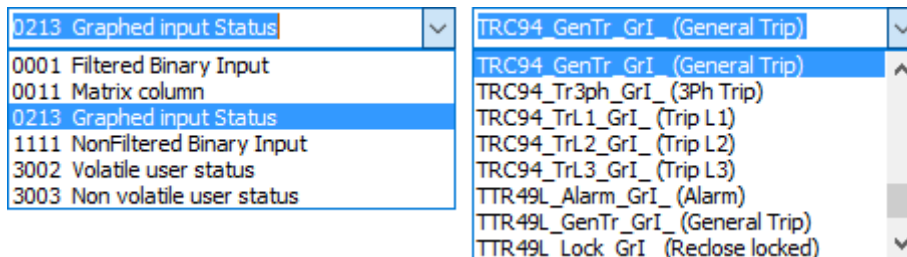 0213 Graphed input Status
0001 Filtered Binary Input
0011 Matrix column
0213 Graphed input Status
1111 NonFiltered Binary Input
3002 Volatile user status
3003 Non volatile user status
TRC94_GenTr_GrI_ (General Trip)
TRC94_GenTr_GrI_ (General Trip)
TRC94_Tr3ph_GrI_ (3Ph Trip)
TRC94_TrL1_GrI_ (Trip L1)
TRC94_TrL2_GrI_ (Trip L2)
TRC94_TrL3_GrI_ (Trip L3)
TTR49L_Alarm_GrI_ (Alarm)
TTR49L_GenTr_GrI_ (General Trip)
TTR49L_Lock_GrI_ (Reclose locked)